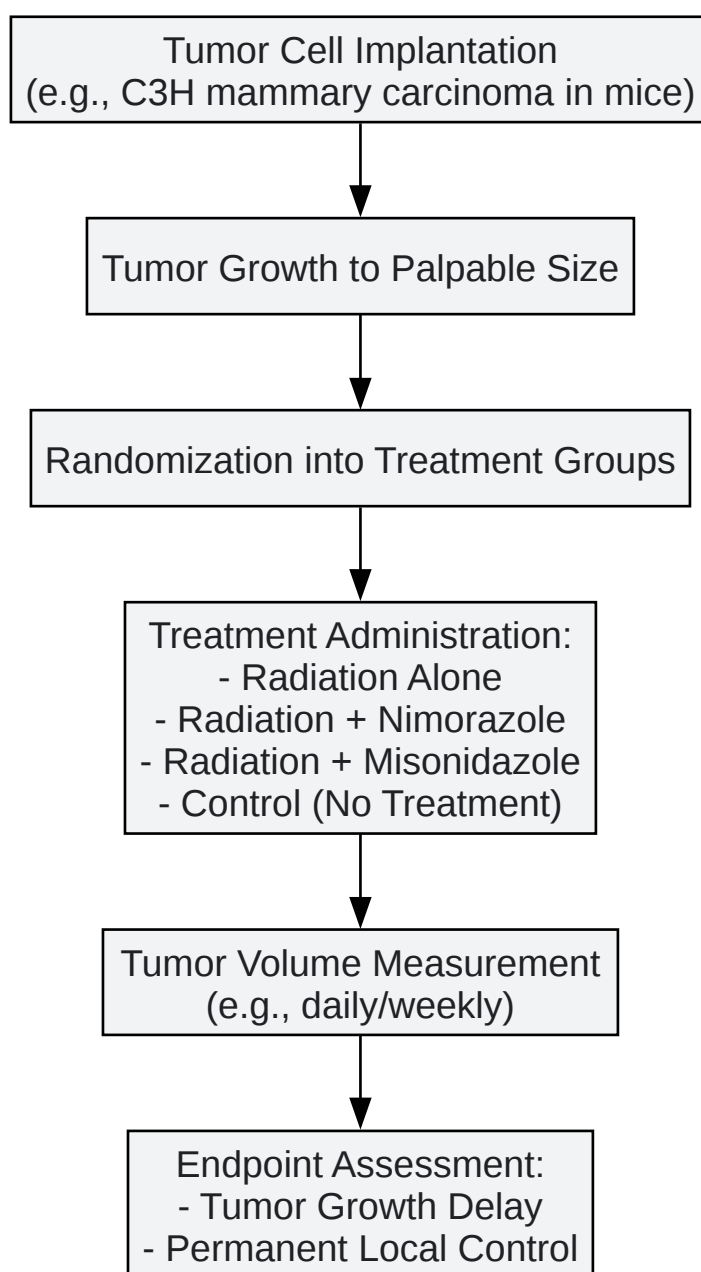 Tumor Cell Implantation
(e.g., C3H mammary carcinoma in mice)
Tumor Growth to Palpable Size
Randomization into Treatment Groups
Treatment Administration:
- Radiation Alone
- Radiation + Nimorazole
- Radiation + Misonidazole
- Control (No Treatment)
Tumor Volume Measurement
(e.g., daily/weekly)
Endpoint Assessment:
- Tumor Growth Delay
- Permanent Local Control